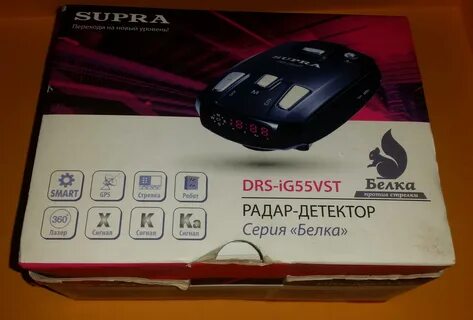 SUPRA
Переходи на новый уровень!
SUPRA
DRS-iG55VST
РАДАР-ДЕТЕКТОР
Серия «Белка»
Белка
против стрелки
SMART
GPS
Стрелка
Робот
360
Лазер
X
Сигнал
K
Сигнал
Ka
Сигнал